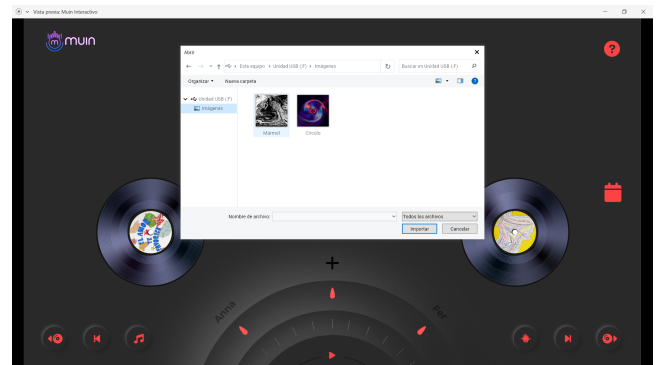 Vista previa: Muin Interactivo
muin
?
Abrir
Este equipo > Unidad USB (F) > Imágenes
Buscar en Unidad USB (F)
Organizar
Nueva carpeta
Unidad USB (F)
Imágenes
Mármol
Círculo
Nombre de archivo:
Todos los archivos
Importar
Cancelar
Anna
Fer